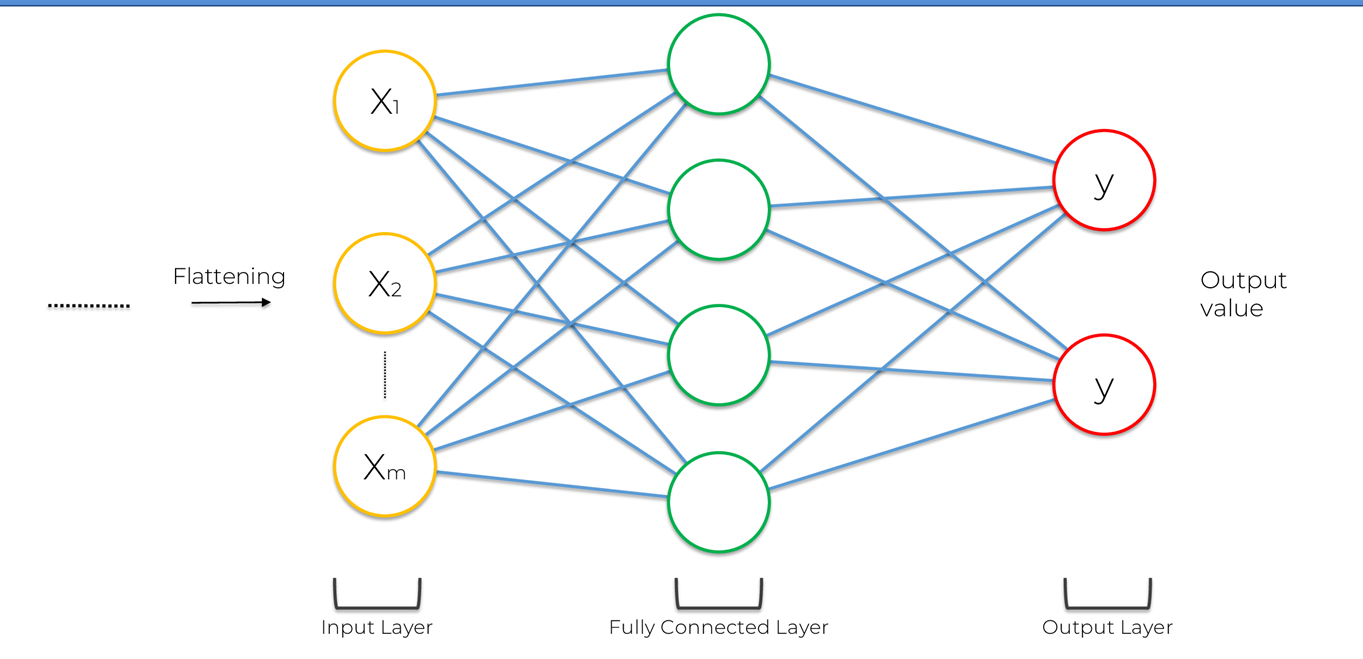 X₁
Flattening
X₂
Xₘ
y
y
Output
value
Input Layer
Fully Connected Layer
Output Layer